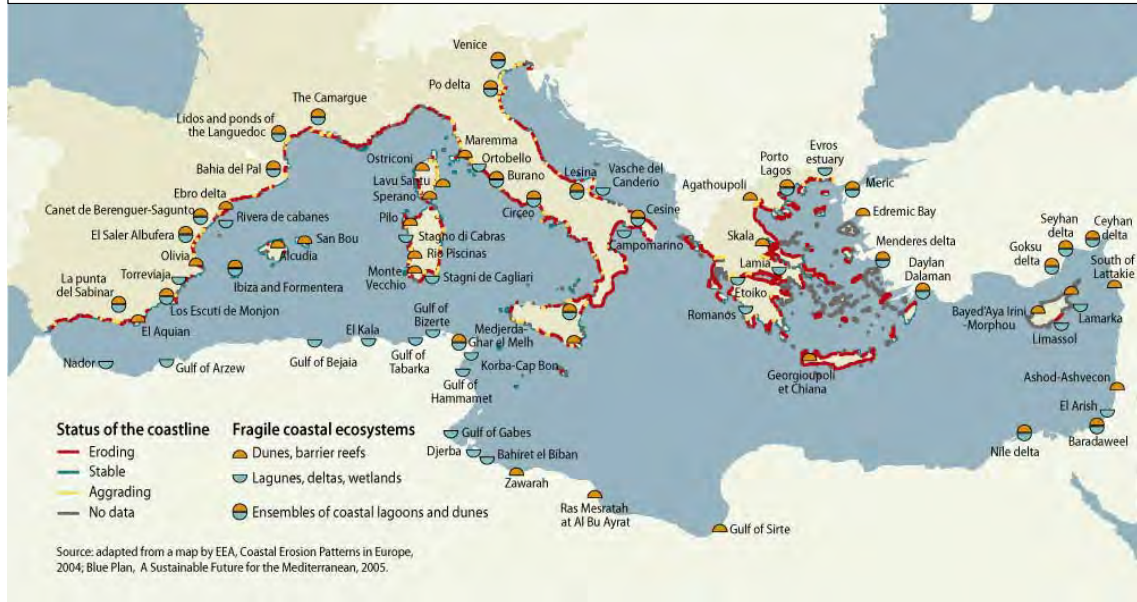 Venice
Po delta
The Camargue
Lidos and ponds of
the Languedoc
Bahia del Pal
Ebro delta
Canet de Berenguer-Sagunto
Rivera de cabanes
El Saler Albufera
Olivia
San Bou
Alcudia
Torrevieja
La punta
del Sabinar
Ibiza and Formentera
Los Escuti de Monjon
El Aquian
Nador
Gulf of Arzew
Ostriconi
Maremma
Ortobello
Lavu Santu
Burano
Sperano
Circeo
Pilo
Stagno di Cabras
Rio Piscinas
Monte
Vecchio
Stagni de Cagliari
Lesina
Vasche del
Canderio
Cesine
Campomarino
Gulf of
Bizerte
El Kala
Medjerda-
Ghar el Melh
Gulf of Bejaia
Gulf of
Tabarka
Korba-Cap Bon
Gulf of
Hammamet
Gulf of Gabes
Djerba
Bahiret el Biban
Zawarah
Ras Mesratah
at Al Bu Ayrat
Gulf of Sirte
Agathoupoli
Porto
Lagos
Evros
estuary
Meric
Edremic Bay
Skala
Lamia
Menderes delta
Etoiko
Romanos
Daylan
Dalaman
Georgioupoli
et Chiana
Seyhan
delta
Ceyhan
delta
Goksu
delta
South of
Lattakie
Bayed'Aya Irini
-Morphou
Lamarka
Limassol
Ashod-Ashvecon
El Arish
Baradaweel
Nile delta
Status of the coastline
Eroding
Stable
Aggrading
No data
Fragile coastal ecosystems
Dunes, barrier reefs
Lagunes, deltas, wetlands
Ensembles of coastal lagoons and dunes
Source: adapted from a map by EEA, Coastal Erosion Patterns in Europe,
2004; Blue Plan, A Sustainable Future for the Mediterranean, 2005.